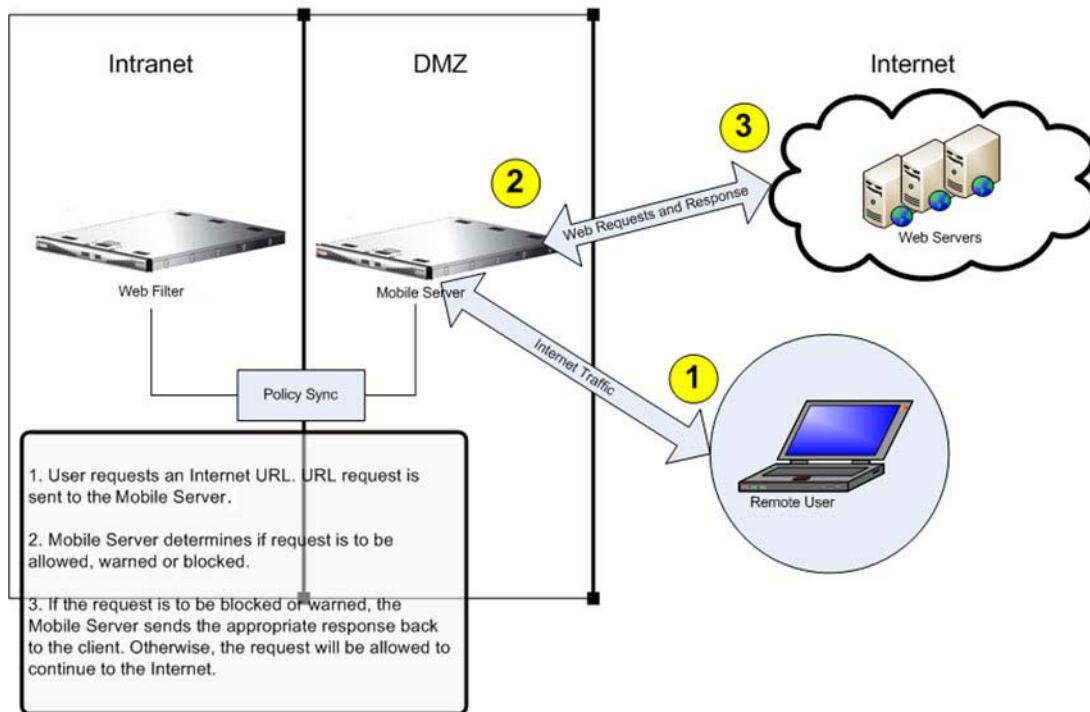 Intranet
DMZ
Internet
3
2
Web Requests and Response
Web Servers
Web Filter
Mobile Server
Internet Traffic
1
Policy Sync
Remote User
1. User requests an Internet URL. URL request is
sent to the Mobile Server.
2. Mobile Server determines if request is to be
allowed, warned or blocked.
3. If the request is to be blocked or warned, the
Mobile Server sends the appropriate response back
to the client. Otherwise, the request will be allowed to
continue to the Internet.